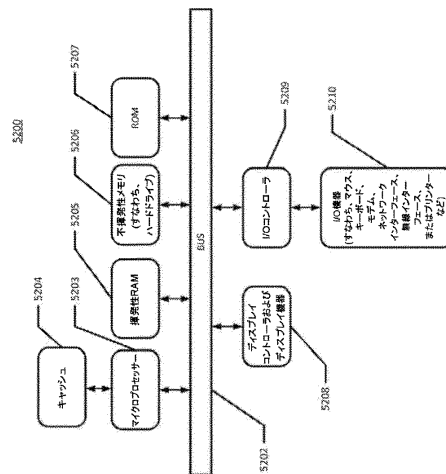 5200
5204
5203
5205
5206
5207
キャッシュ
マイクロプロセッサー
揮発性RAM
不揮発性メモリ
(すなわち、
ハードドライブ)
ROM
BUS
ディスプレイ
コントローラおよび
ディスプレイ機器
I/Oコントローラ
I/O機器
(すなわち、マウス、
キーボード、
モデム、
ネットワーク
インターフェース、
無線インター
フェース、
またはプリンター
など)
5202
5208
5209
5210